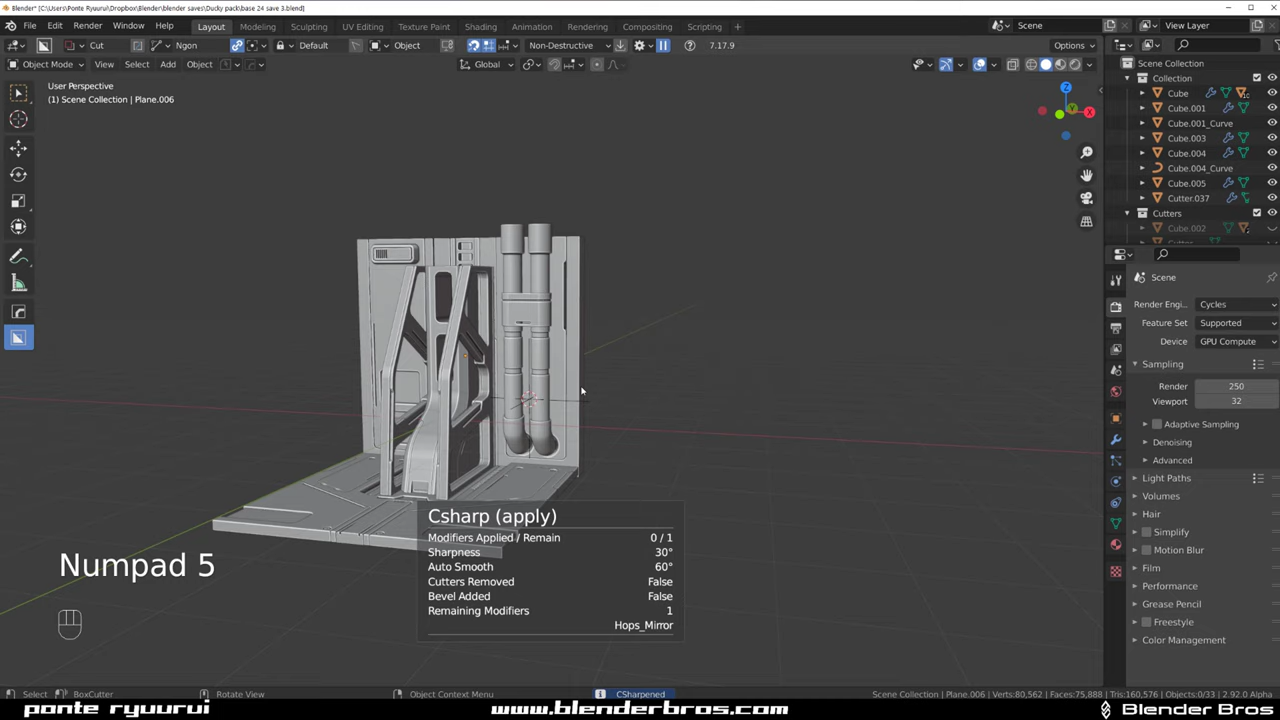 Blender* [C:\Users\Ponte Ryuurui\Dropbox\Blender\blender saves\Ducky pack\base 24 save 3.blend]
File Edit Render Window Help Layout Modeling Sculpting UV Editing Texture Paint Shading Animation Rendering Compositing Scripting Scene View Layer
Cut Ngon Default Object Non-Destructive 7.17.9 Options
Object Mode View Select Add Object Global
User Perspective
(1) Scene Collection | Plane.006
Scene Collection
Collection
Cube
Cube.001
Cube.001_Curve
Cube.003
Cube.004
Cube.004_Curve
Cube.005
Cutter.037
Cutters
Cube.002
Scene
Render Engi... Cycles
Feature Set Supported
Device GPU Compute
Sampling
Render 250
Viewport 32
Adaptive Sampling
Denoising
Advanced
Light Paths
Volumes
Hair
Simplify
Motion Blur
Film
Performance
Grease Pencil
Freestyle
Color Management
X
Z
Csharp (apply)
Modifiers Applied / Remain 0 / 1
Sharpness 30°
Auto Smooth 60°
Cutters Removed False
Bevel Added False
Remaining Modifiers 1
Hops_Mirror
Numpad 5
Select BoxCutter Rotate View Object Context Menu CSharpened Scene Collection | Plane.006 | Verts:80,562 | Faces:75,888 | Tris:160,576 | Objects:0/33 | 2.92.0 Alpha
ponte ryuurui www.blenderbros.com Blender Bros